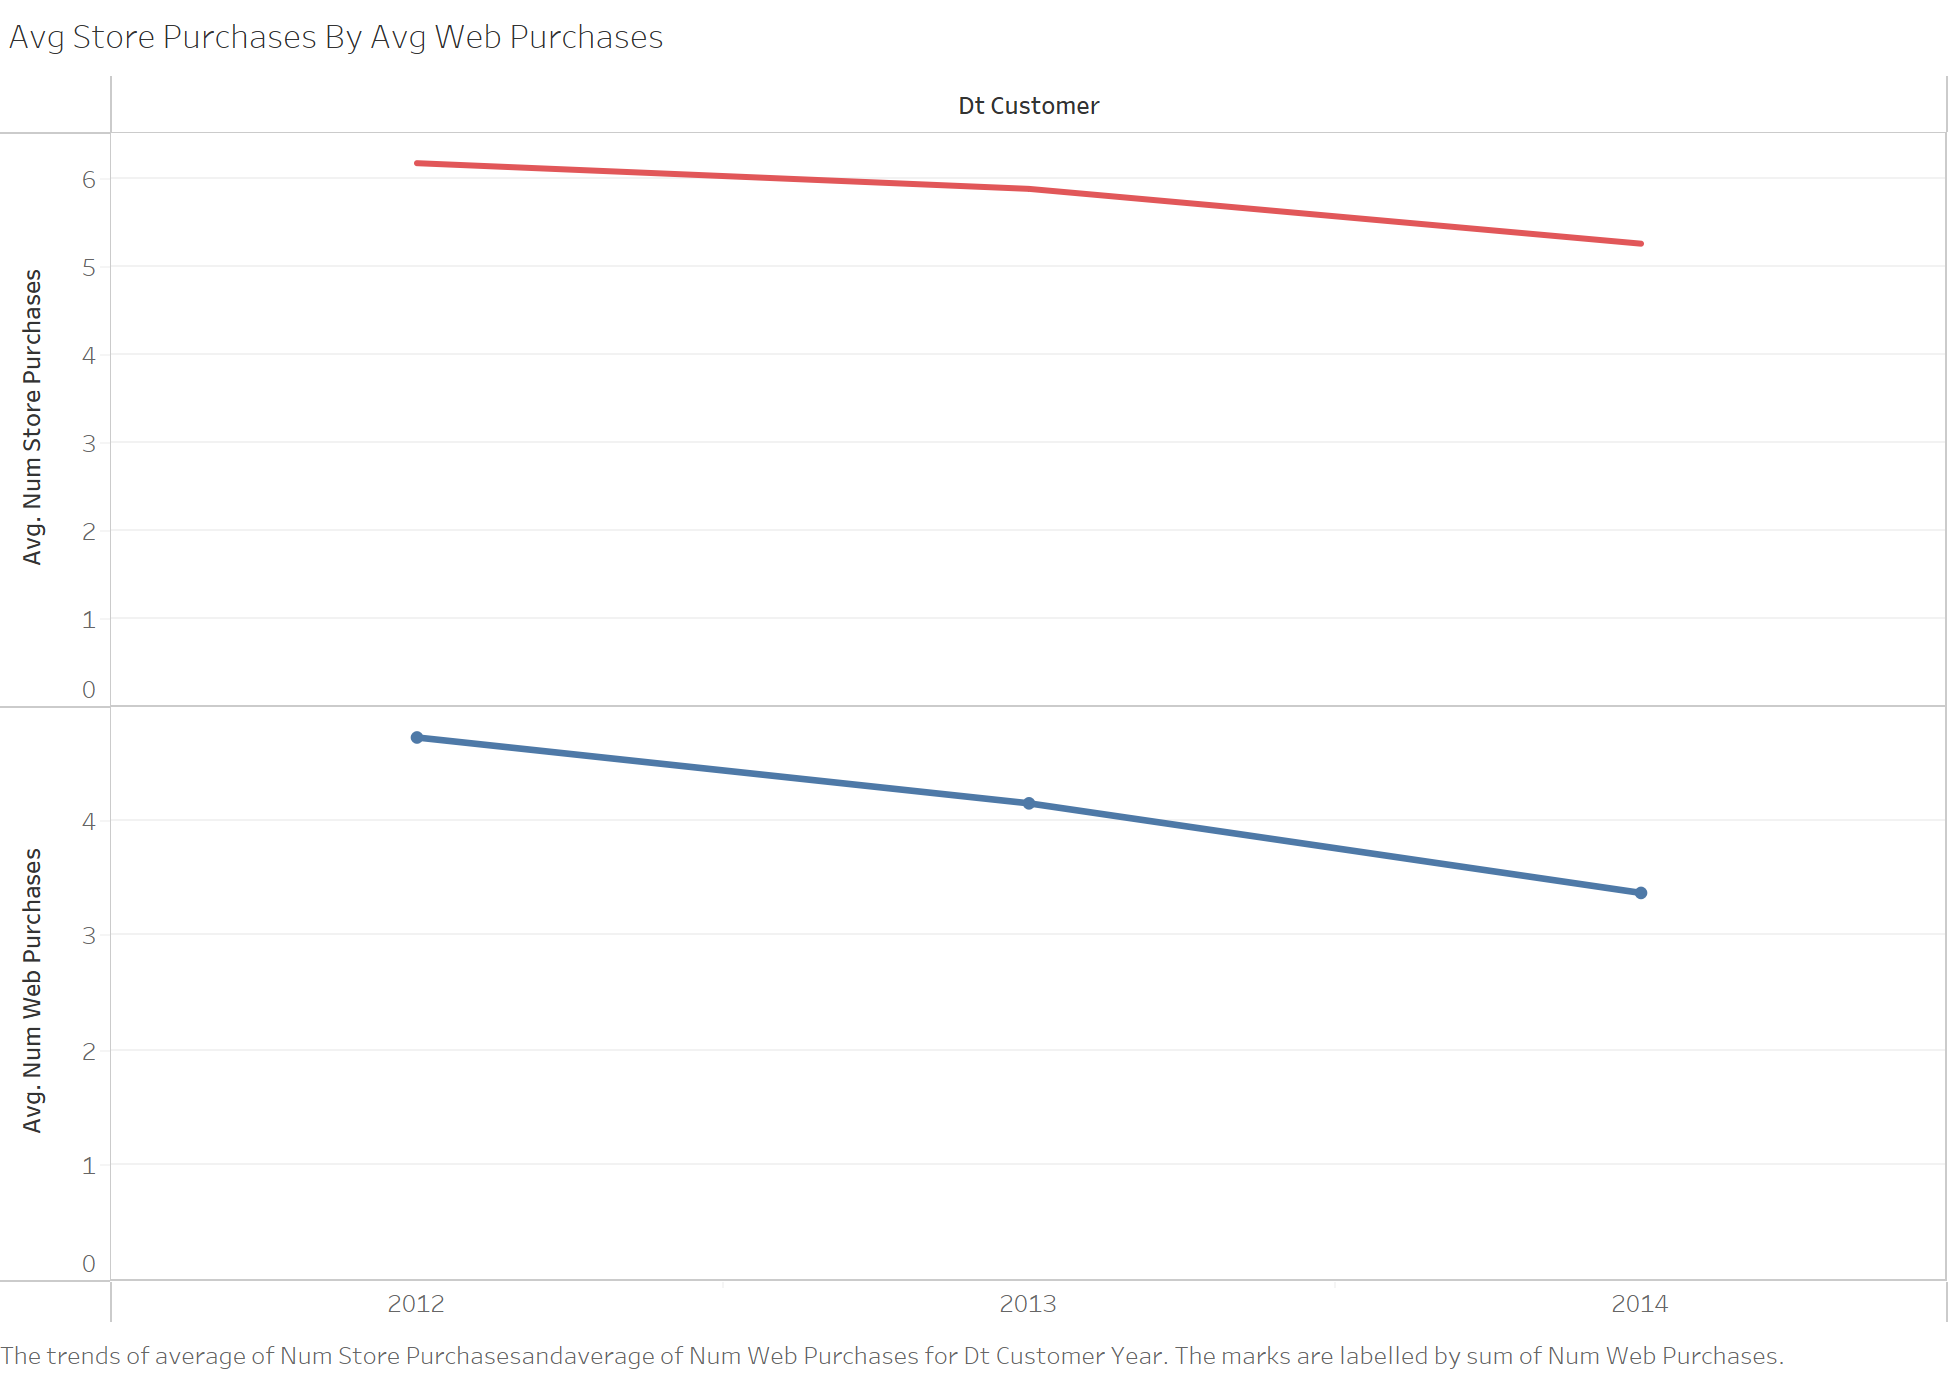 Avg Store Purchases By Avg Web Purchases
Dt Customer
Avg. Num Store Purchases
6
5
4
3
2
1
0
Avg. Num Web Purchases
4
3
2
1
0
2012 2013 2014
The trends of average of Num Store Purchasesandaverage of Num Web Purchases for Dt Customer Year. The marks are labelled by sum of Num Web Purchases.